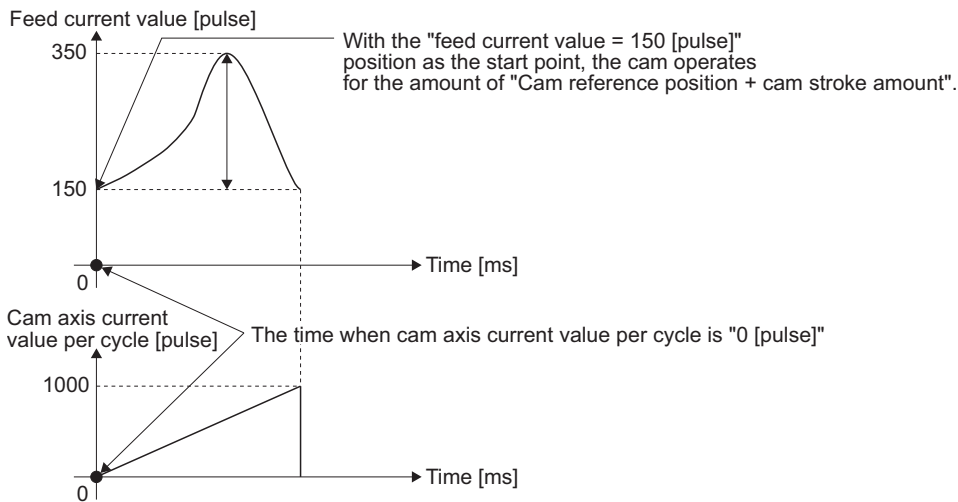 Feed current value [pulse]
350
With the "feed current value = 150 [pulse]"
position as the start point, the cam operates
for the amount of "Cam reference position + cam stroke amount".
150
Time [ms]
0
Cam axis current
value per cycle [pulse]
The time when cam axis current value per cycle is "0 [pulse]"
1000
Time [ms]
0